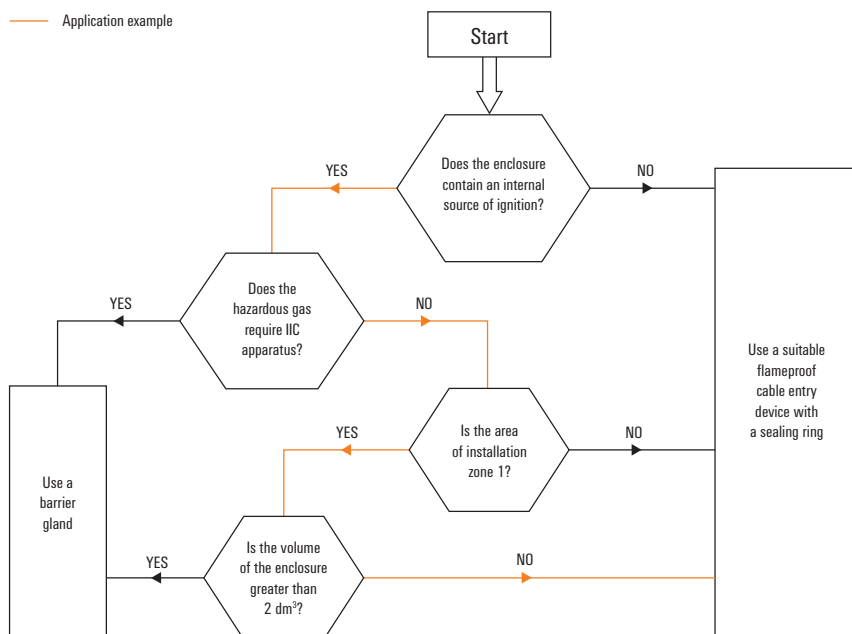 Application example
Start
Does the enclosure
contain an internal
source of ignition?
YES
NO
Does the
hazardous gas
require IIC
apparatus?
YES
NO
Is the area
of installation
zone 1?
YES
NO
Is the volume
of the enclosure
greater than
2 dm³?
YES
NO
Use a
barrier
gland
Use a suitable
flameproof
cable entry
device with
a sealing ring